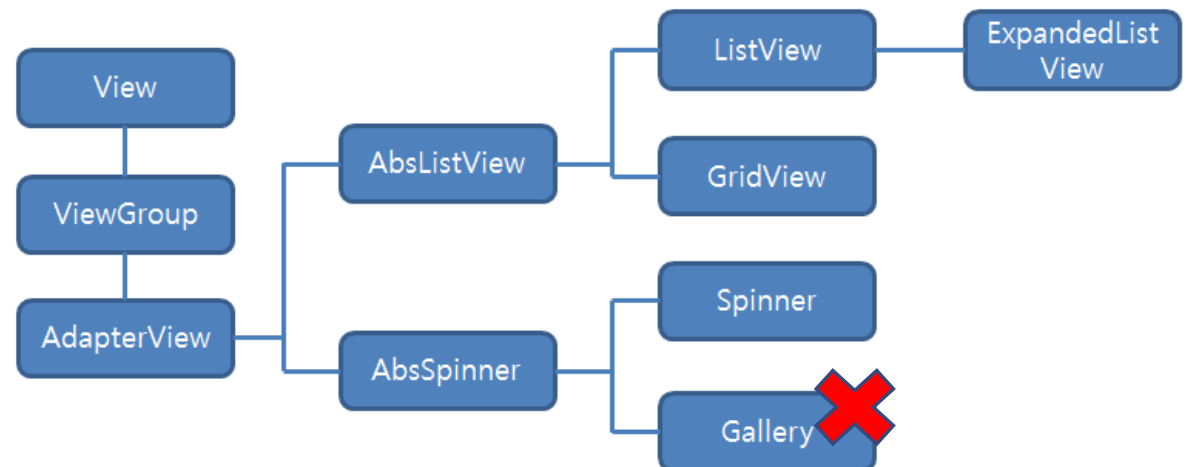 View
ViewGroup
AdapterView
AbsListView
AbsSpinner
ListView
GridView
Spinner
Gallery
ExpandedList
View